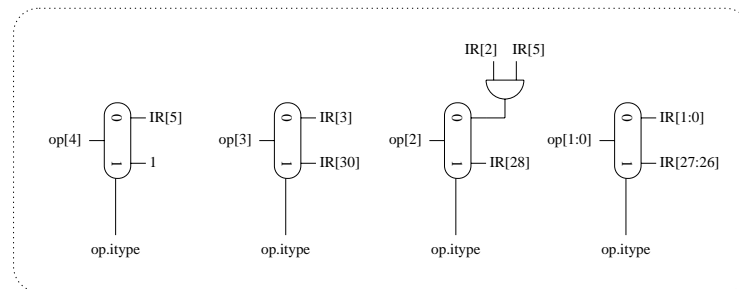 IR[2] IR[5]
op[4] 0 IR[5]
1 1
op.itype
op[3] 0 IR[3]
1 IR[30]
op.itype
op[2] 0
1 IR[28]
op.itype
op[1:0] 0 IR[1:0]
1 IR[27:26]
op.itype